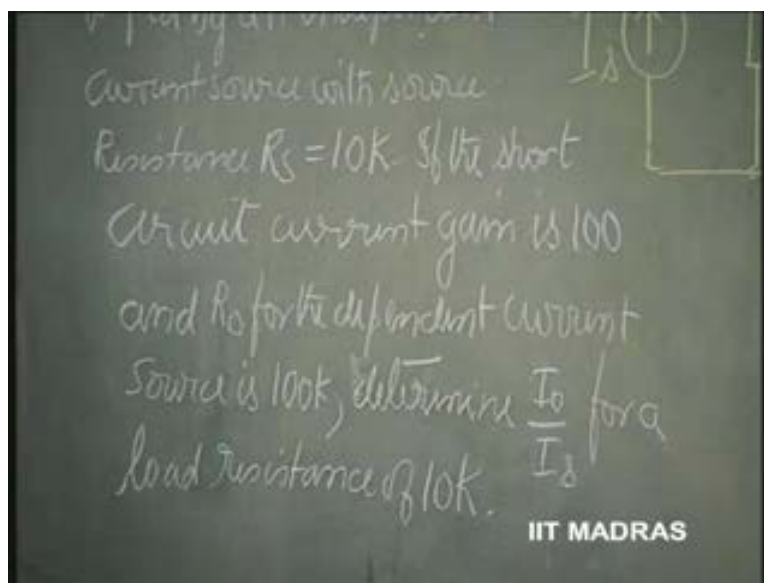 current source with source
Resistance Rs = 10K. If the short
circuit current gain is 100
and Ro for the dependent current
Source is 100K, determine Io/Is for a
load resistance of 10K.
Is
IIT MADRAS